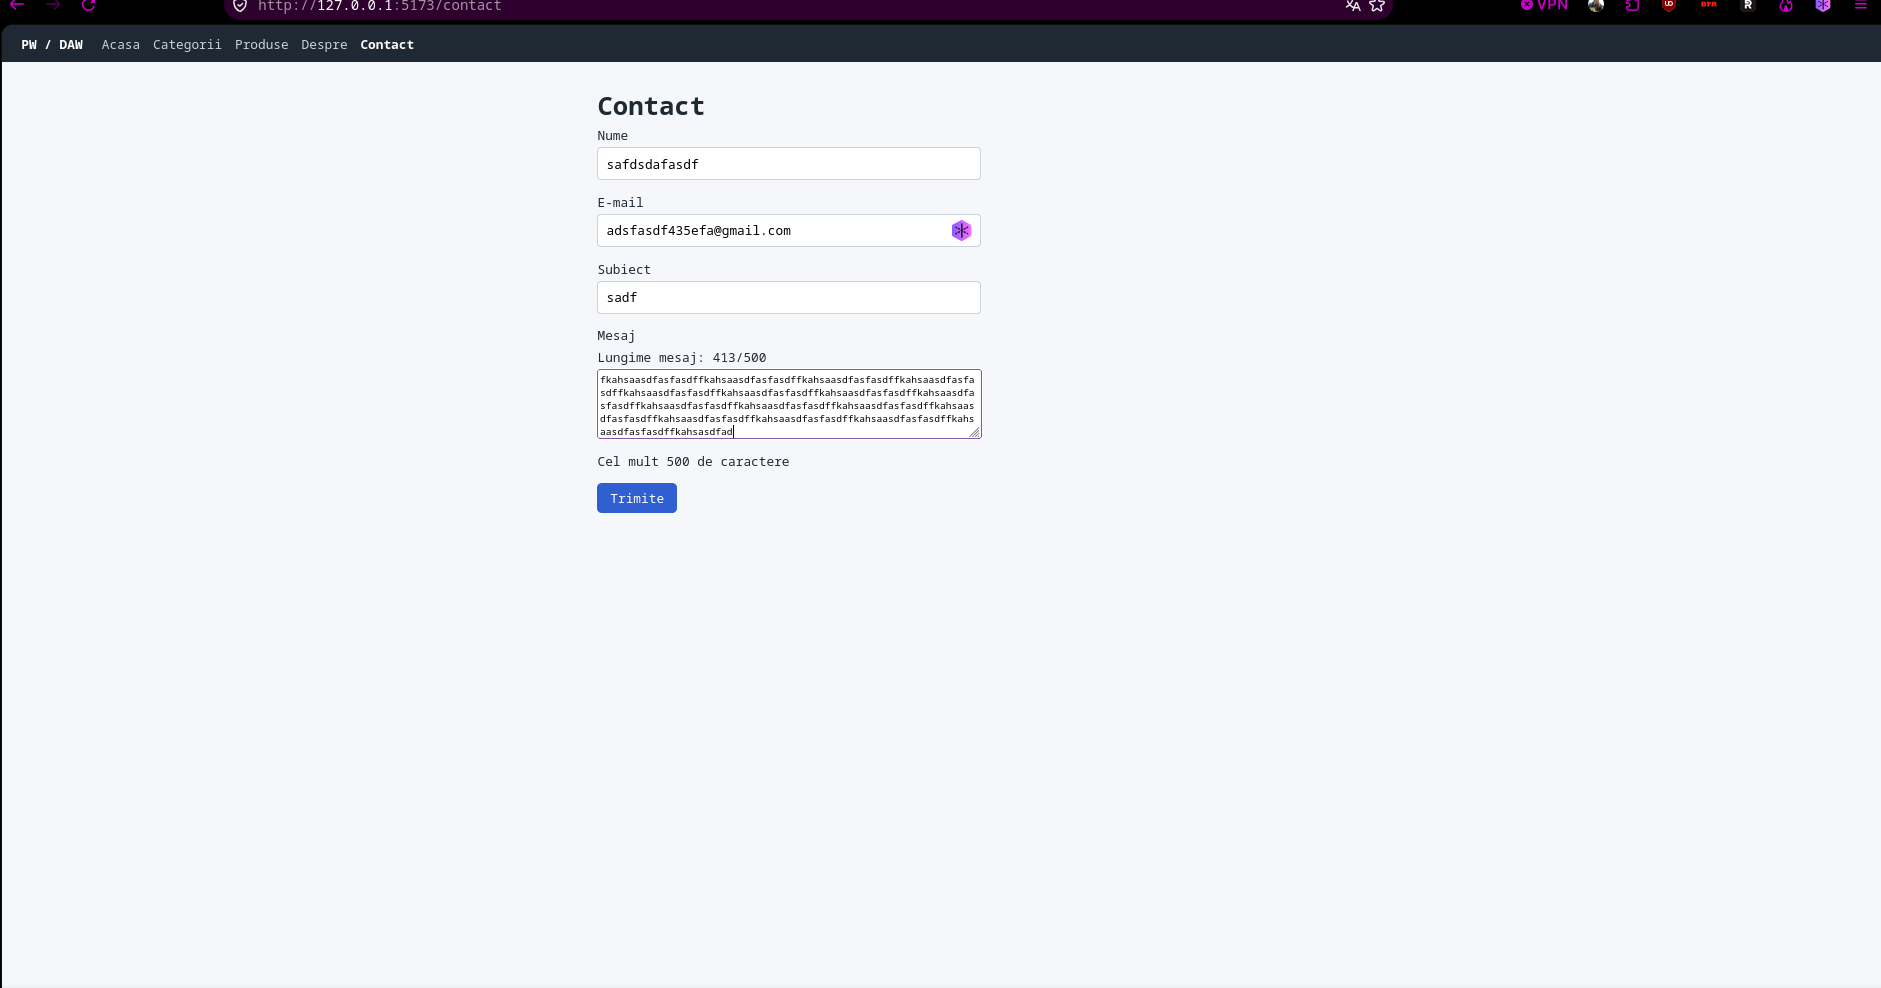 http://127.0.0.1:5173/contact
VPN
PW / DAW Acasa Categorii Produse Despre Contact
Contact
Nume
safdsdafasdf
E-mail
adsfasdf435efa@gmail.com
Subiect
sadf
Mesaj
Lungime mesaj: 413/500
fkahsaasdfasfasdffkahsaasdfasfasdffkahsaasdfasfasdffkahsaasdfasfa
sdffkahsaasdfasfasdffkahsaasdfasfasdffkahsaasdfasfasdffkahsaasdfa
sfasdffkahsaasdfasfasdffkahsaasdfasfasdffkahsaasdfasfasdffkahsaas
dfasfasdffkahsaasdfasfasdffkahsaasdfasfasdffkahsaasdfasfasdffkahs
aasdfasfasdffkahsasdfad
Cel mult 500 de caractere
Trimite